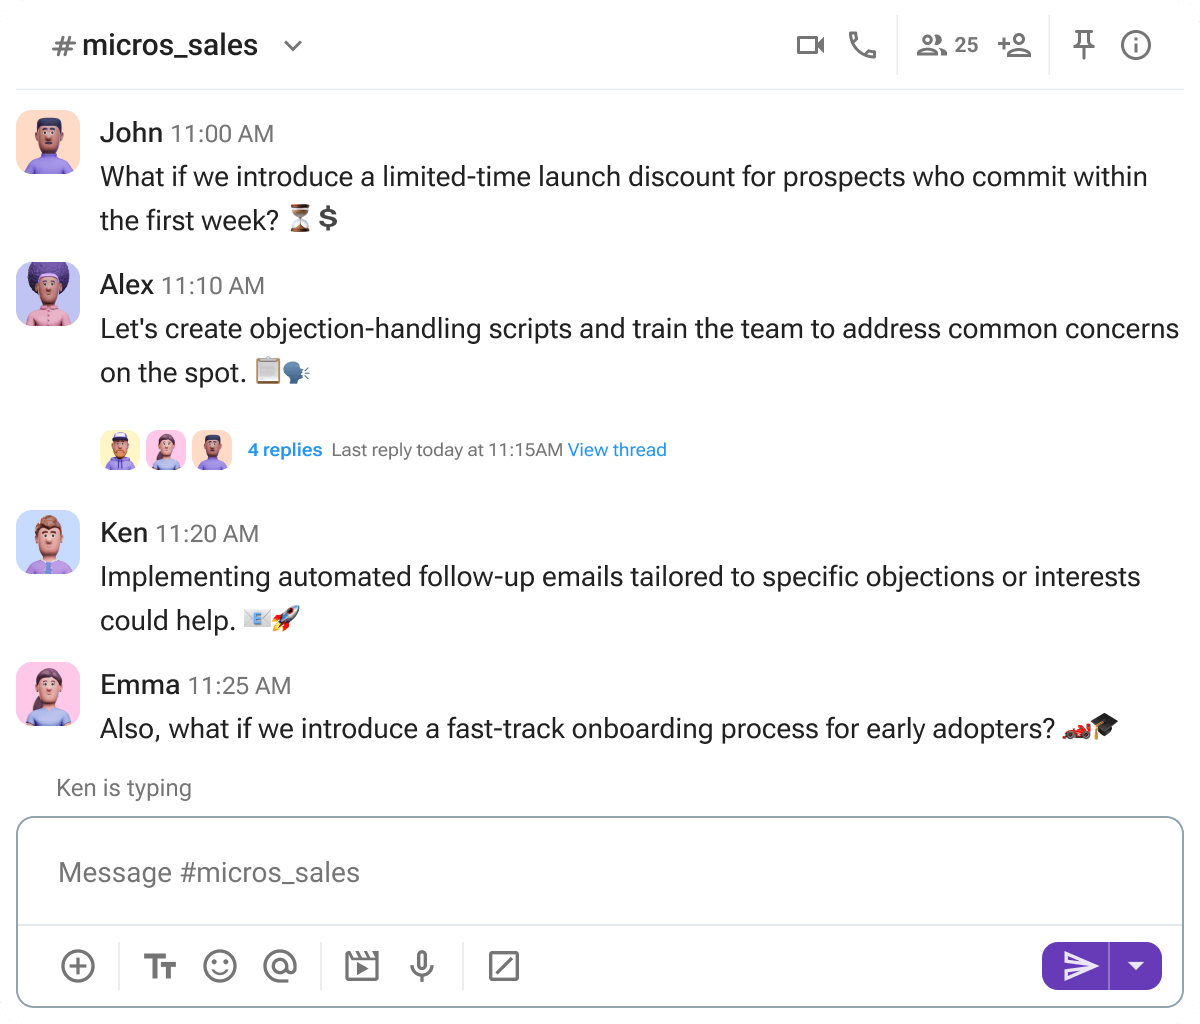 # micros_sales
25
John 11:00 AM
What if we introduce a limited-time launch discount for prospects who commit within
the first week? ⏳💲
Alex 11:10 AM
Let's create objection-handling scripts and train the team to address common concerns
on the spot. 📋🗣️
4 replies Last reply today at 11:15AM View thread
Ken 11:20 AM
Implementing automated follow-up emails tailored to specific objections or interests
could help. 📧🚀
Emma 11:25 AM
Also, what if we introduce a fast-track onboarding process for early adopters? 🏎️🎓
Ken is typing
Message #micros_sales